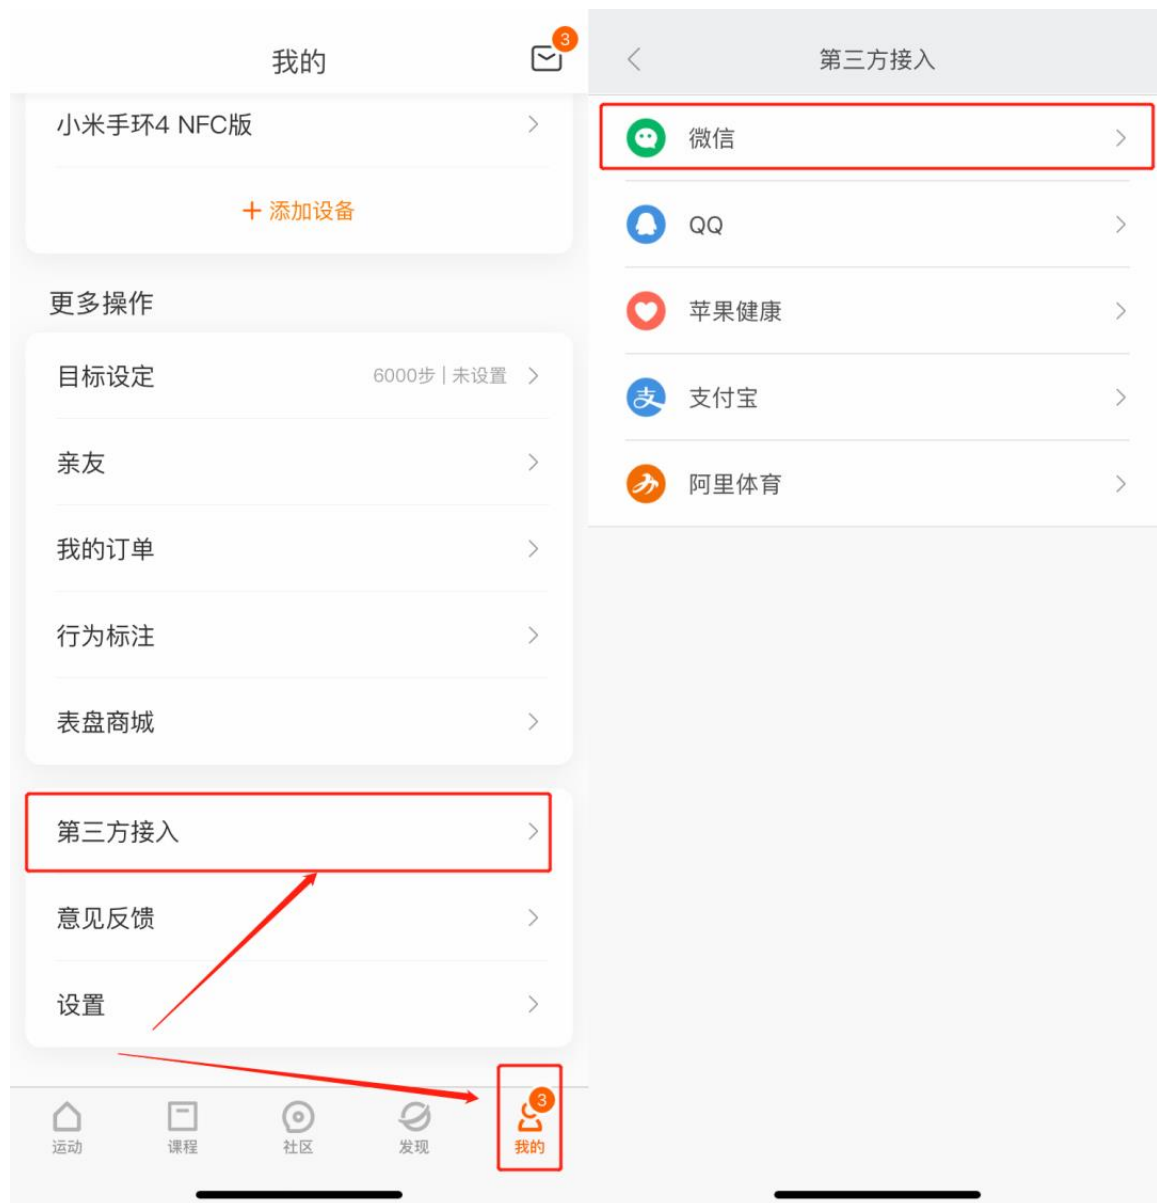 我的
3
小米手环4 NFC版
+ 添加设备
更多操作
目标设定
6000步 | 未设置
亲友
我的订单
行为标注
表盘商城
第三方接入
意见反馈
设置
运动
课程
社区
发现
3
我的
第三方接入
微信
QQ
苹果健康
支
支付宝
阿里体育